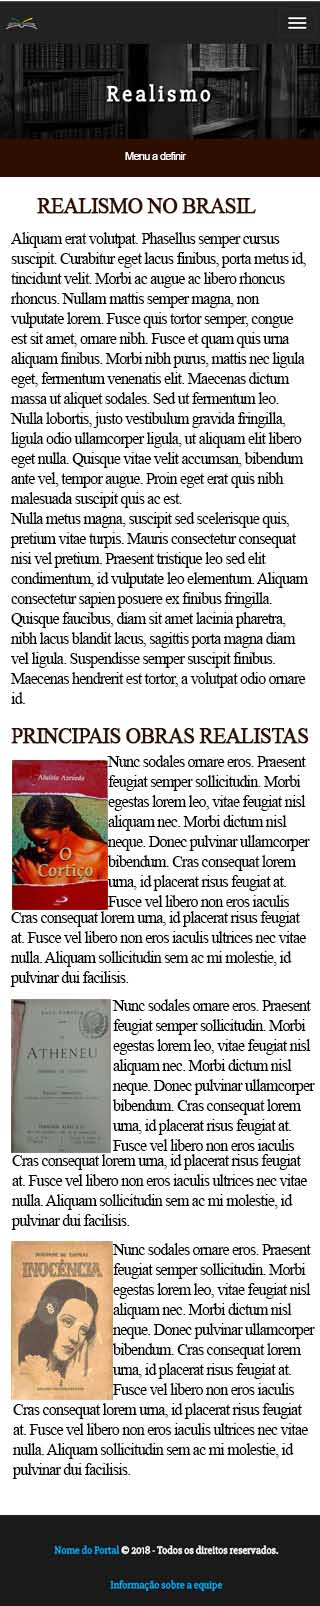 Realismo
Menu a definir
REALISMO NO BRASIL
Aliquam erat volutpat. Phasellus semper cursus
suscipit. Curabitur eget lacus finibus, porta metus id,
tincidunt velit. Morbi ac augue ac libero rhoncus
rhoncus. Nullam mattis semper magna, non
vulputate lorem. Fusce quis tortor semper, congue
est sit amet, ornare nibh. Fusce et quam quis urna
aliquam finibus. Morbi nibh purus, mattis nec ligula
eget, fermentum venenatis elit. Maecenas dictum
massa ut aliquet sodales. Sed ut fermentum leo.
Nulla lobortis, justo vestibulum gravida fringilla,
ligula odio ullamcorper ligula, ut aliquam elit libero
eget nulla. Quisque vitae velit accumsan, bibendum
ante vel, tempor augue. Proin eget erat quis nibh
malesuada suscipit quis ac est.
Nulla metus magna, suscipit sed scelerisque quis,
pretium vitae turpis. Mauris consectetur consequat
nisi vel pretium. Praesent tristique leo sed elit
condimentum, id vulputate leo elementum. Aliquam
consectetur sapien posuere ex finibus fringilla.
Quisque faucibus, diam sit amet lacinia pharetra,
nibh lacus blandit lacus, sagittis porta magna diam
vel ligula. Suspendisse semper suscipit finibus.
Maecenas hendrerit est tortor, a volutpat odio ornare
id.
PRINCIPAIS OBRAS REALISTAS
Aluísio Azevedo
O
Cortiço
Nunc sodales ornare eros. Praesent
feugiat semper sollicitudin. Morbi
egestas lorem leo, vitae feugiat nisl
aliquam nec. Morbi dictum nisl
neque. Donec pulvinar ullamcorper
bibendum. Cras consequat lorem
urna, id placerat risus feugiat at.
Fusce vel libero non eros iaculis
Cras consequat lorem urna, id placerat risus feugiat
at. Fusce vel libero non eros iaculis ultrices nec vitae
nulla. Aliquam sollicitudin sem ac mi molestie, id
pulvinar dui facilisis.
RAUL POMPEIA
O
ATHENEU
Nunc sodales ornare eros. Praesent
feugiat semper sollicitudin. Morbi
egestas lorem leo, vitae feugiat nisl
aliquam nec. Morbi dictum nisl
neque. Donec pulvinar ullamcorper
bibendum. Cras consequat lorem
urna, id placerat risus feugiat at.
Fusce vel libero non eros iaculis
Cras consequat lorem urna, id placerat risus feugiat
at. Fusce vel libero non eros iaculis ultrices nec vitae
nulla. Aliquam sollicitudin sem ac mi molestie, id
pulvinar dui facilisis.
VISCONDE DE TAUNAY
INOCÊNCIA
Nunc sodales ornare eros. Praesent
feugiat semper sollicitudin. Morbi
egestas lorem leo, vitae feugiat nisl
aliquam nec. Morbi dictum nisl
neque. Donec pulvinar ullamcorper
bibendum. Cras consequat lorem
urna, id placerat risus feugiat at.
Fusce vel libero non eros iaculis
Cras consequat lorem urna, id placerat risus feugiat
at. Fusce vel libero non eros iaculis ultrices nec vitae
nulla. Aliquam sollicitudin sem ac mi molestie, id
pulvinar dui facilisis.
Nome do Portal © 2018 - Todos os direitos reservados.
Informação sobre a equipe